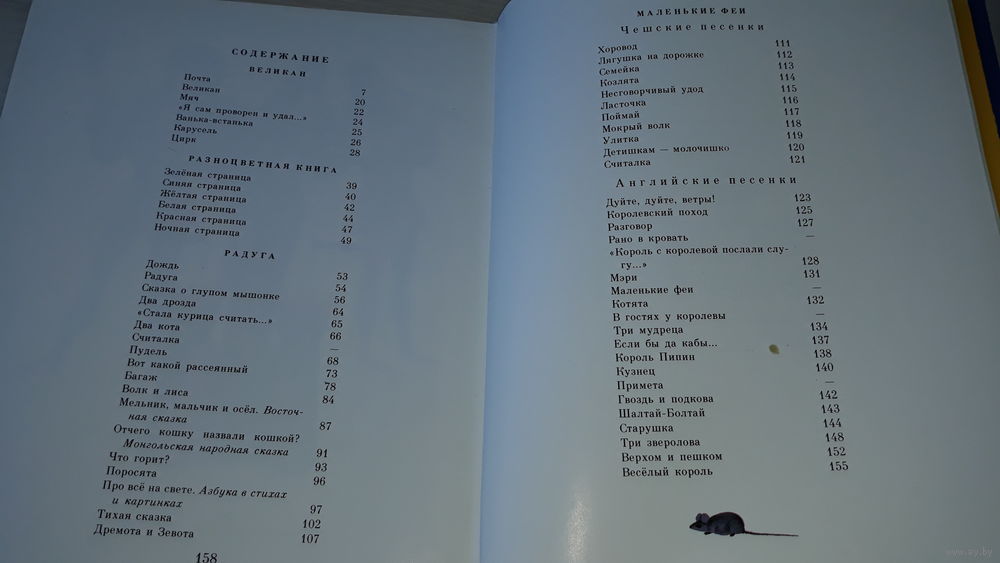 СОДЕРЖАНИЕ
ВЕЛИКАН
Почта 7
Великан 20
Мяч 22
«Я сам проворен и удал...» 24
Ванька-встанька 25
Карусель 26
Цирк 28
РАЗНОЦВЕТНАЯ КНИГА
Зелёная страница 39
Синяя страница 40
Жёлтая страница 42
Белая страница 44
Красная страница 47
Ночная страница 49
РАДУГА
Дождь 53
Радуга 54
Сказка о глупом мышонке 56
Два дрозда 64
«Стала курица считать...» 65
Два кота 66
Считалка —
Пудель 68
Вот какой рассеянный 73
Багаж 78
Волк и лиса 84
Мельник, мальчик и осёл. Восточ-
ная сказка 87
Отчего кошку назвали кошкой?
Монгольская народная сказка 91
Что горит? 93
Поросята 96
Про всё на свете. Азбука в стихах
и картинках 97
Тихая сказка 102
Дремота и Зевота 107
158
МАЛЕНЬКИЕ ФЕИ
Чешские песенки
Хоровод 111
Лягушка на дорожке 112
Семейка 113
Козлята 114
Несговорчивый удод 115
Ласточка 116
Поймай 117
Мокрый волк 118
Улитка 119
Детишкам — молочишко 120
Считалка 121
Английские песенки
Дуйте, дуйте, ветры! 123
Королевский поход 125
Разговор 127
Рано в кровать —
«Король с королевой послали слу-
гу...» 128
Мэри 131
Маленькие феи —
Котята 132
В гостях у королевы —
Три мудреца 134
Если бы да кабы... 137
Король Пипин 138
Кузнец 140
Примета —
Гвоздь и подкова 142
Шалтай-Болтай 143
Старушка 144
Три зверолова 148
Верхом и пешком 152
Весёлый король 155
www.ay.by